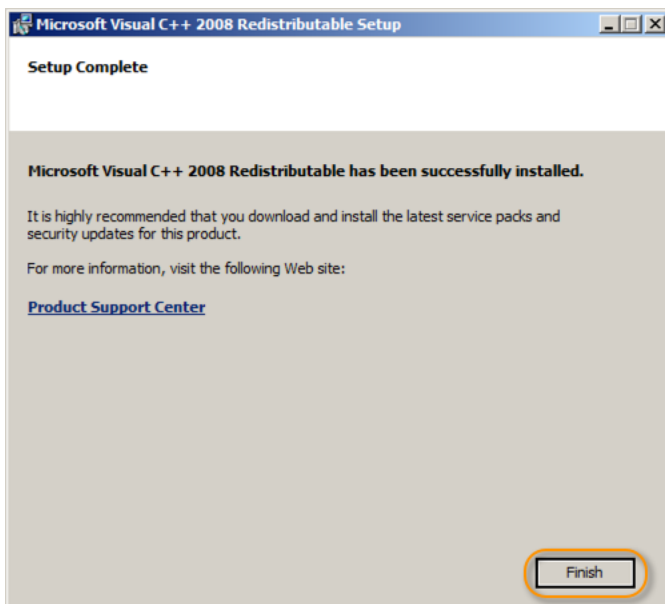 Microsoft Visual C++ 2008 Redistributable Setup
Setup Complete
Microsoft Visual C++ 2008 Redistributable has been successfully installed.
It is highly recommended that you download and install the latest service packs and
security updates for this product.
For more information, visit the following Web site:
Product Support Center
Finish